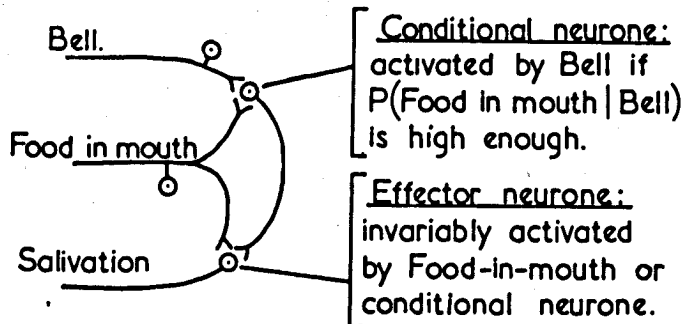 Bell.
Food in mouth
Salivation
Conditional neurone:
activated by Bell if
P(Food in mouth | Bell)
is high enough.
Effector neurone:
invariably activated
by Food-in-mouth or
conditional neurone.